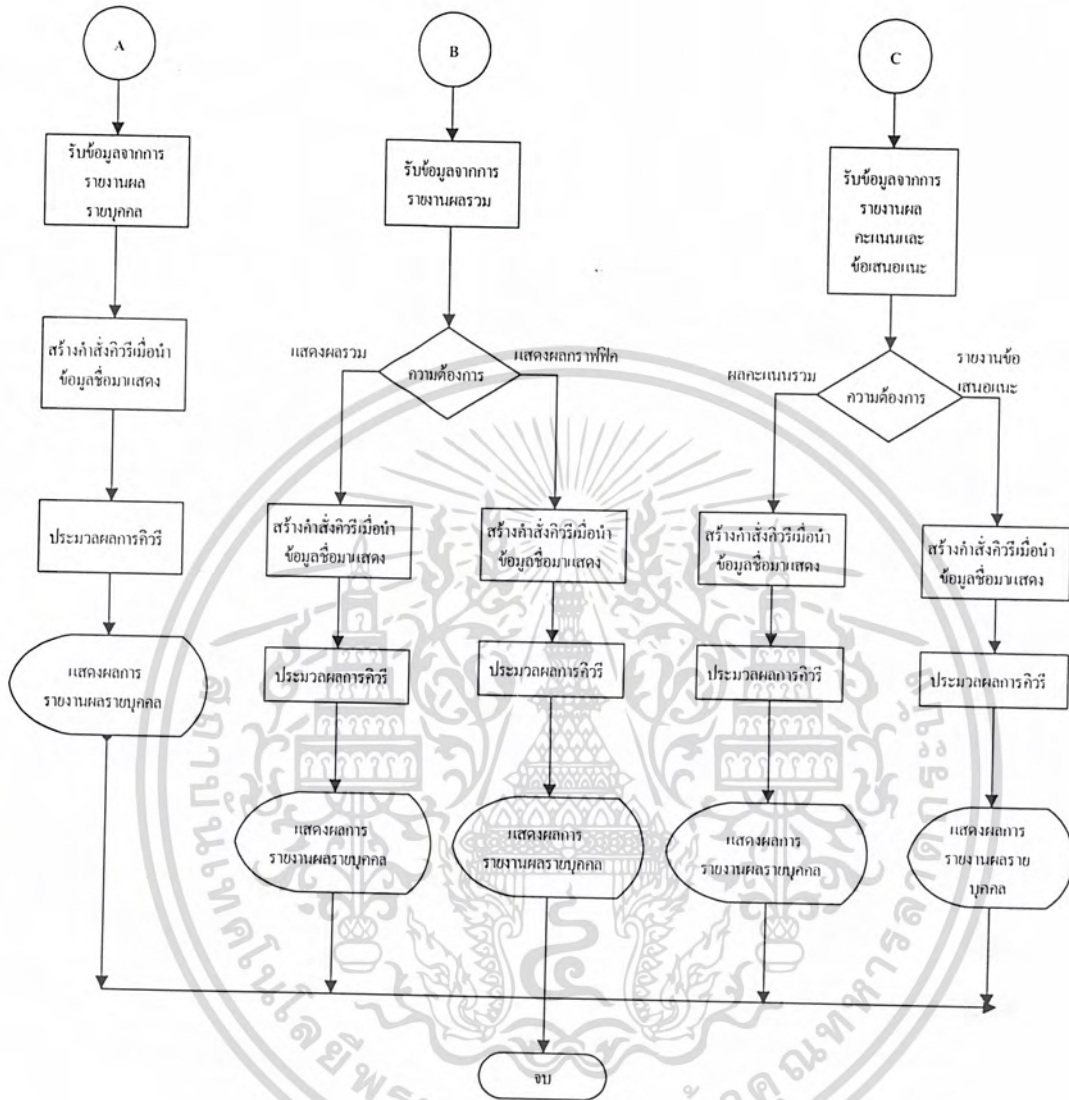 A
รับข้อมูลจากการ
รายงานผล
รายบุคคล
สร้างคำสั่งคิวรีเมื่อนำ
ข้อมูลชื่อมาแสดง
ประมวลผลการคิวรี
แสดงผลการ
รายงานผลรายบุคคล
B
รับข้อมูลจากการ
รายงานผลรวม
ความต้องการ
แสดงผลรวม
แสดงผลกราฟฟิค
สร้างคำสั่งคิวรีเมื่อนำ
ข้อมูลชื่อมาแสดง
ประมวลผลการคิวรี
แสดงผลการ
รายงานผลรายบุคคล
สร้างคำสั่งคิวรีเมื่อนำ
ข้อมูลชื่อมาแสดง
ประมวลผลการคิวรี
แสดงผลการ
รายงานผลรายบุคคล
C
รับข้อมูลจากการ
รายงานผล
คะแนนและ
ข้อเสนอแนะ
ความต้องการ
ผลคะแนนรวม
รายงานข้อ
เสนอแนะ
สร้างคำสั่งคิวรีเมื่อนำ
ข้อมูลชื่อมาแสดง
ประมวลผลการคิวรี
แสดงผลการ
รายงานผลรายบุคคล
สร้างคำสั่งคิวรีเมื่อนำ
ข้อมูลชื่อมาแสดง
ประมวลผลการคิวรี
แสดงผลการ
รายงานผลราย
บุคคล
จบ